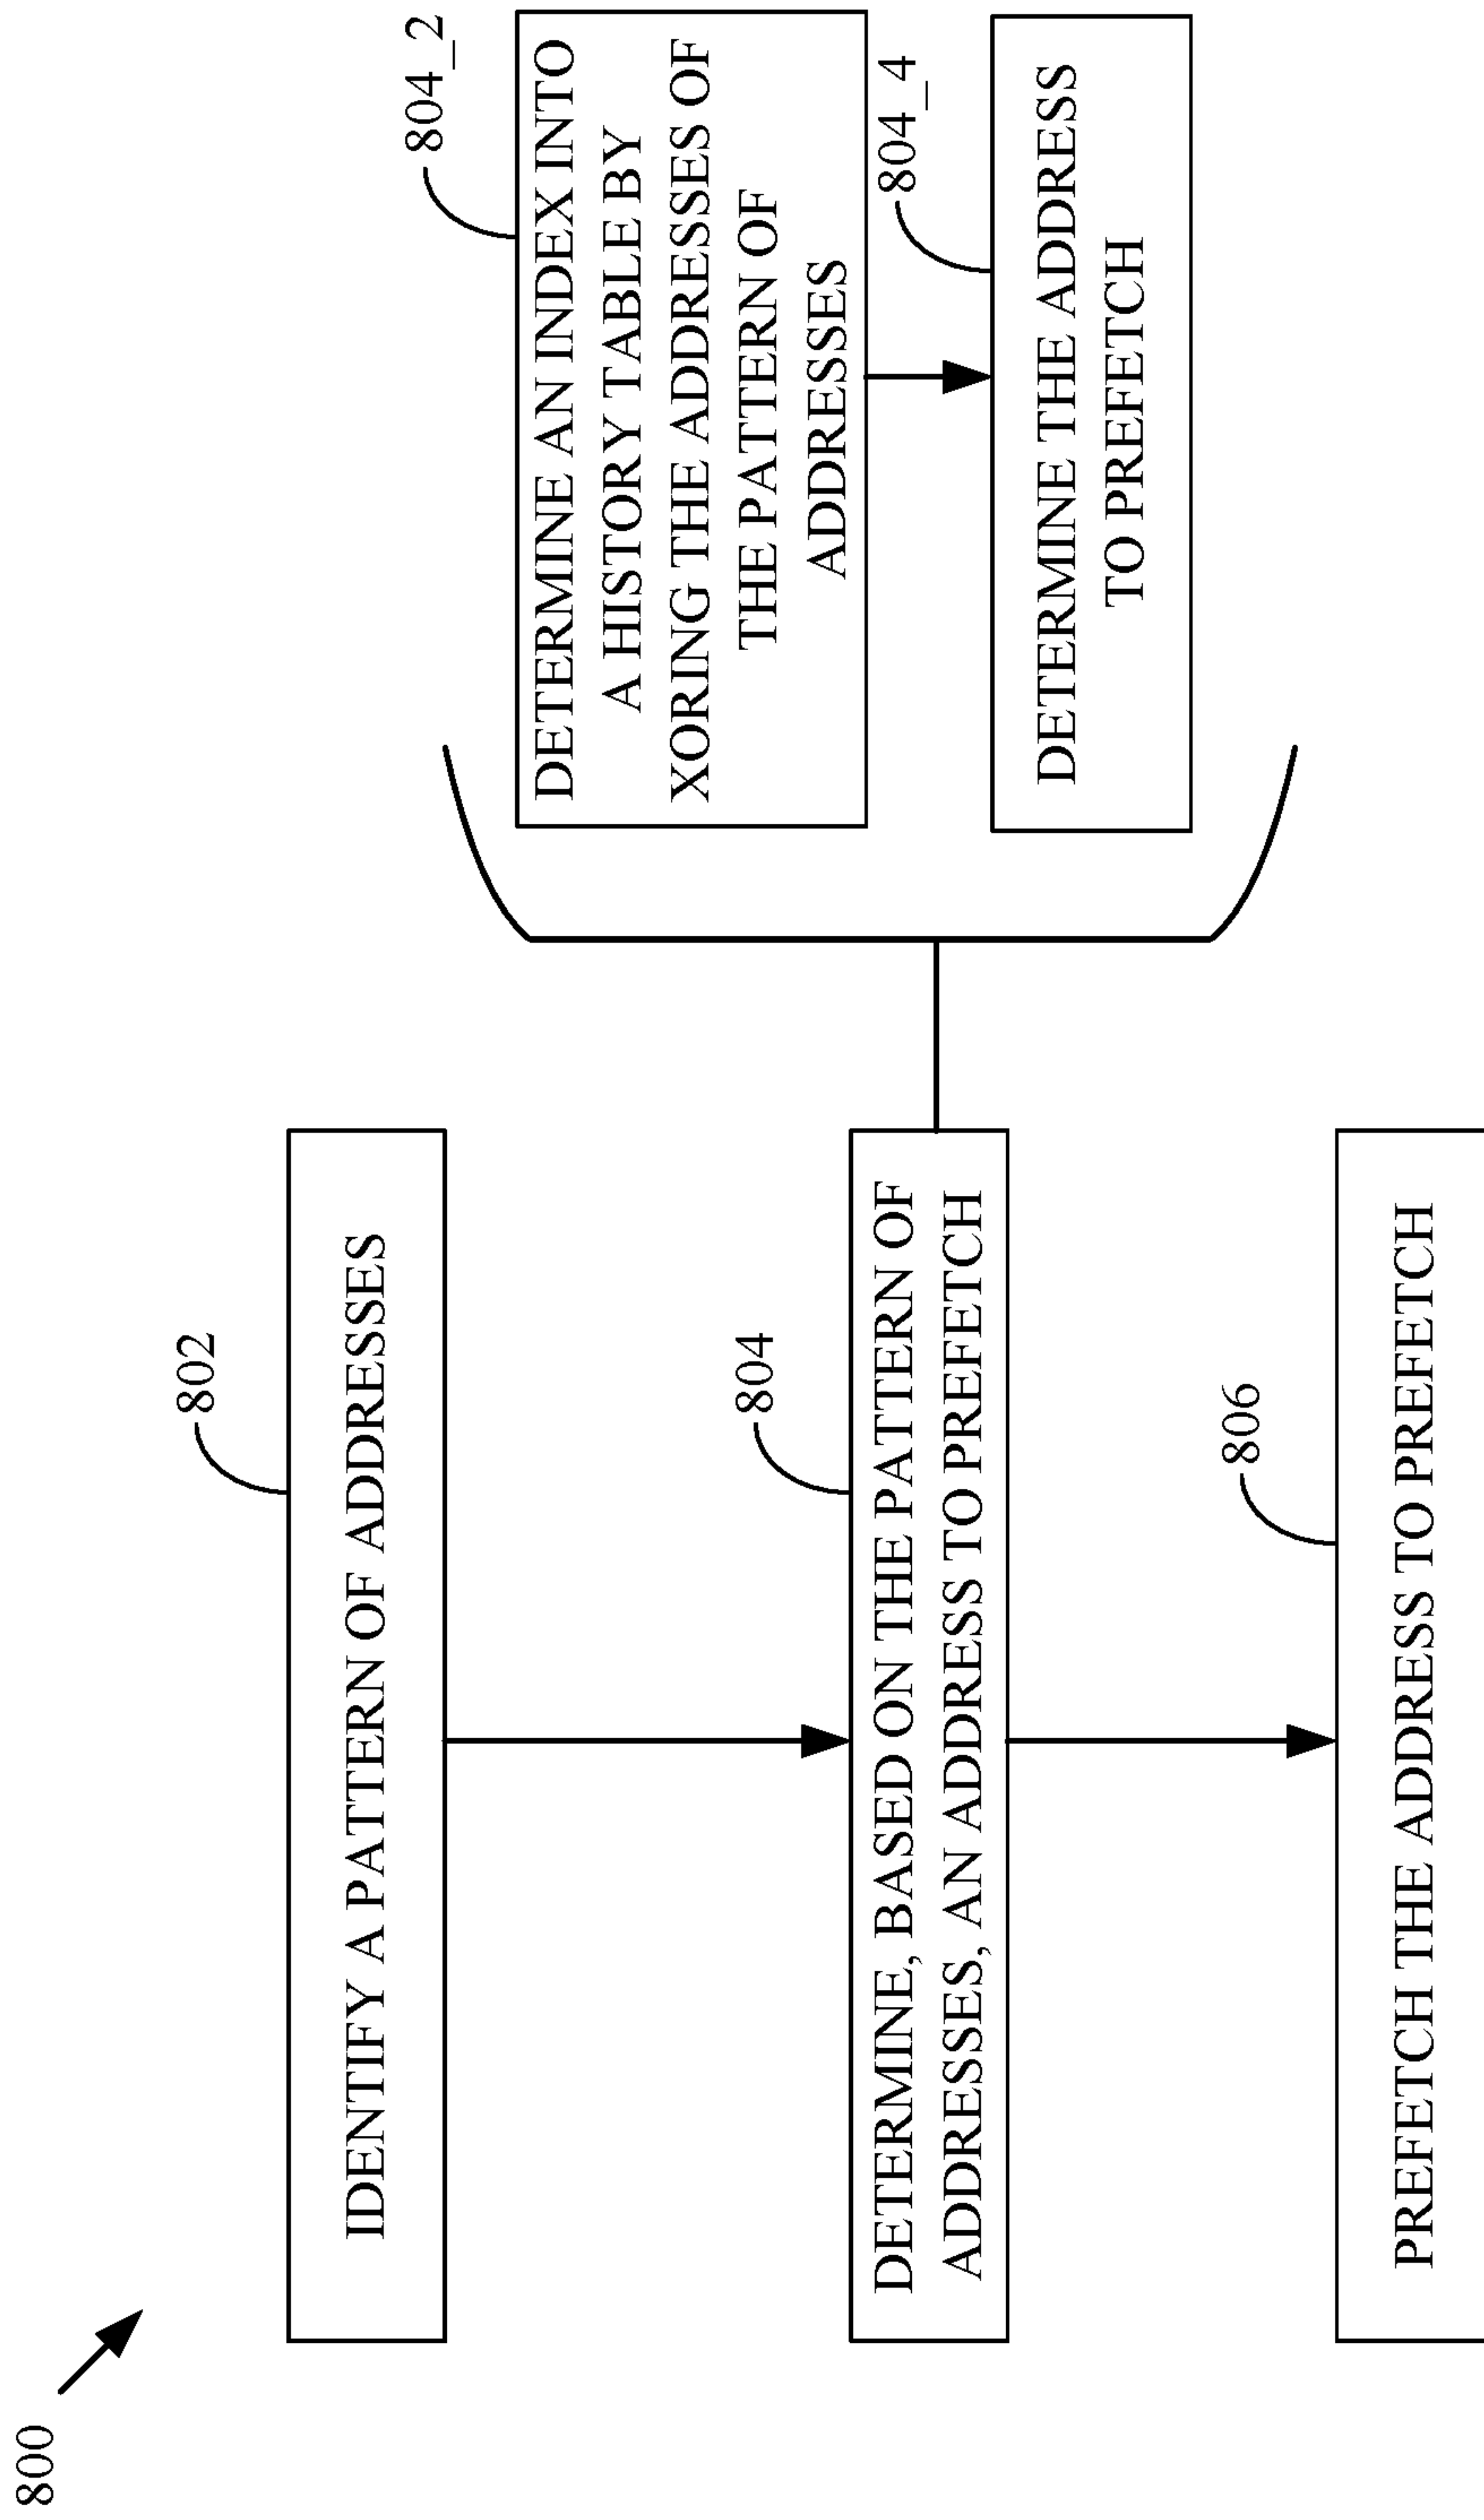 800
802
IDENTIFY A PATTERN OF ADDRESSES
804
DETERMINE, BASED ON THE PATTERN OF
ADDRESSES, AN ADDRESS TO PREFETCH
806
PREFETCH THE ADDRESS TO PREFETCH
804_2
DETERMINE AN INDEX INTO
A HISTORY TABLE BY
XORING THE ADDRESSES OF
THE PATTERN OF
ADDRESSES
804_4
DETERMINE THE ADDRESS
TO PREFETCH